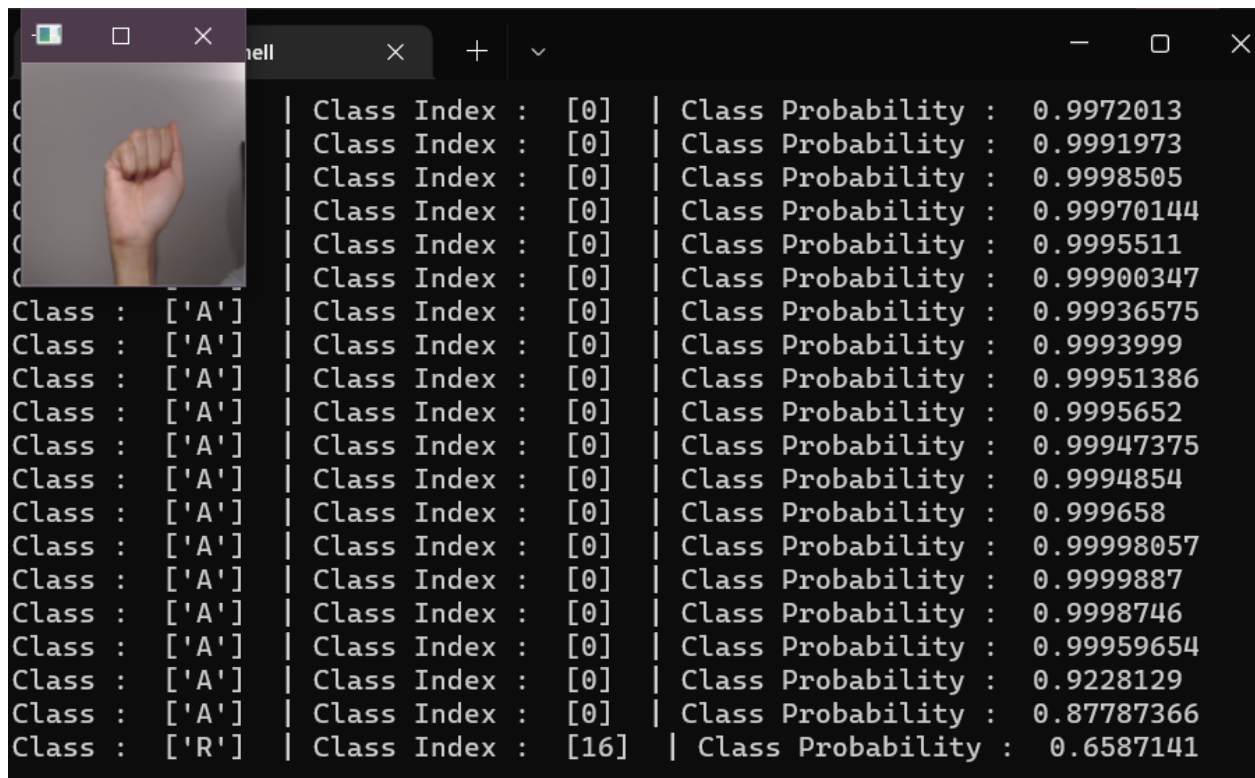 ell
| Class Index : [0] | Class Probability : 0.9972013
| Class Index : [0] | Class Probability : 0.9991973
| Class Index : [0] | Class Probability : 0.9998505
| Class Index : [0] | Class Probability : 0.99970144
| Class Index : [0] | Class Probability : 0.9995511
| Class Index : [0] | Class Probability : 0.99900347
Class : ['A'] | Class Index : [0] | Class Probability : 0.99936575
Class : ['A'] | Class Index : [0] | Class Probability : 0.9993999
Class : ['A'] | Class Index : [0] | Class Probability : 0.99951386
Class : ['A'] | Class Index : [0] | Class Probability : 0.9995652
Class : ['A'] | Class Index : [0] | Class Probability : 0.99947375
Class : ['A'] | Class Index : [0] | Class Probability : 0.9994854
Class : ['A'] | Class Index : [0] | Class Probability : 0.999658
Class : ['A'] | Class Index : [0] | Class Probability : 0.99998057
Class : ['A'] | Class Index : [0] | Class Probability : 0.9999887
Class : ['A'] | Class Index : [0] | Class Probability : 0.9998746
Class : ['A'] | Class Index : [0] | Class Probability : 0.99959654
Class : ['A'] | Class Index : [0] | Class Probability : 0.9228129
Class : ['A'] | Class Index : [0] | Class Probability : 0.87787366
Class : ['R'] | Class Index : [16] | Class Probability : 0.6587141